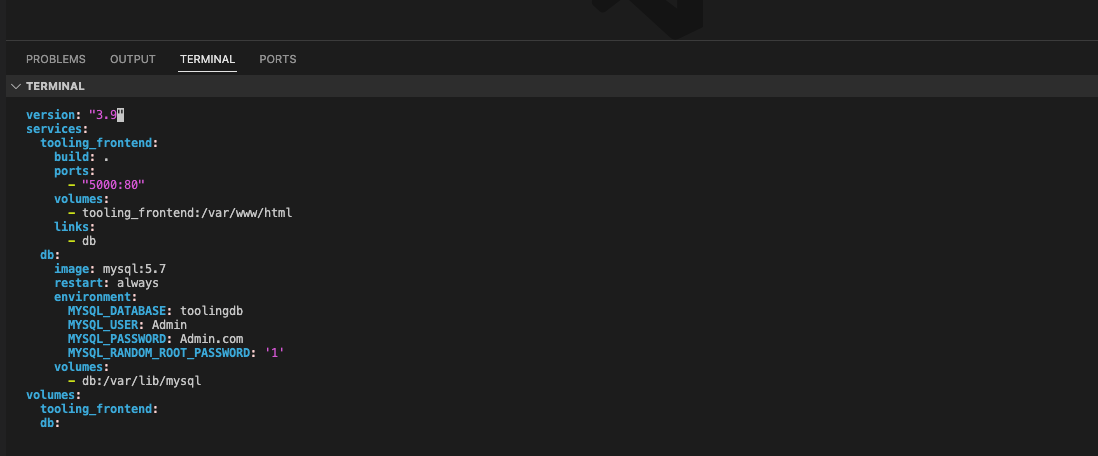 PROBLEMS OUTPUT TERMINAL PORTS
TERMINAL
version: "3.9"
services:
  tooling_frontend:
    build: .
    ports:
      - "5000:80"
    volumes:
      - tooling_frontend:/var/www/html
    links:
      - db
  db:
    image: mysql:5.7
    restart: always
    environment:
      MYSQL_DATABASE: toolingdb
      MYSQL_USER: Admin
      MYSQL_PASSWORD: Admin.com
      MYSQL_RANDOM_ROOT_PASSWORD: '1'
    volumes:
      - db:/var/lib/mysql
volumes:
  tooling_frontend:
  db: